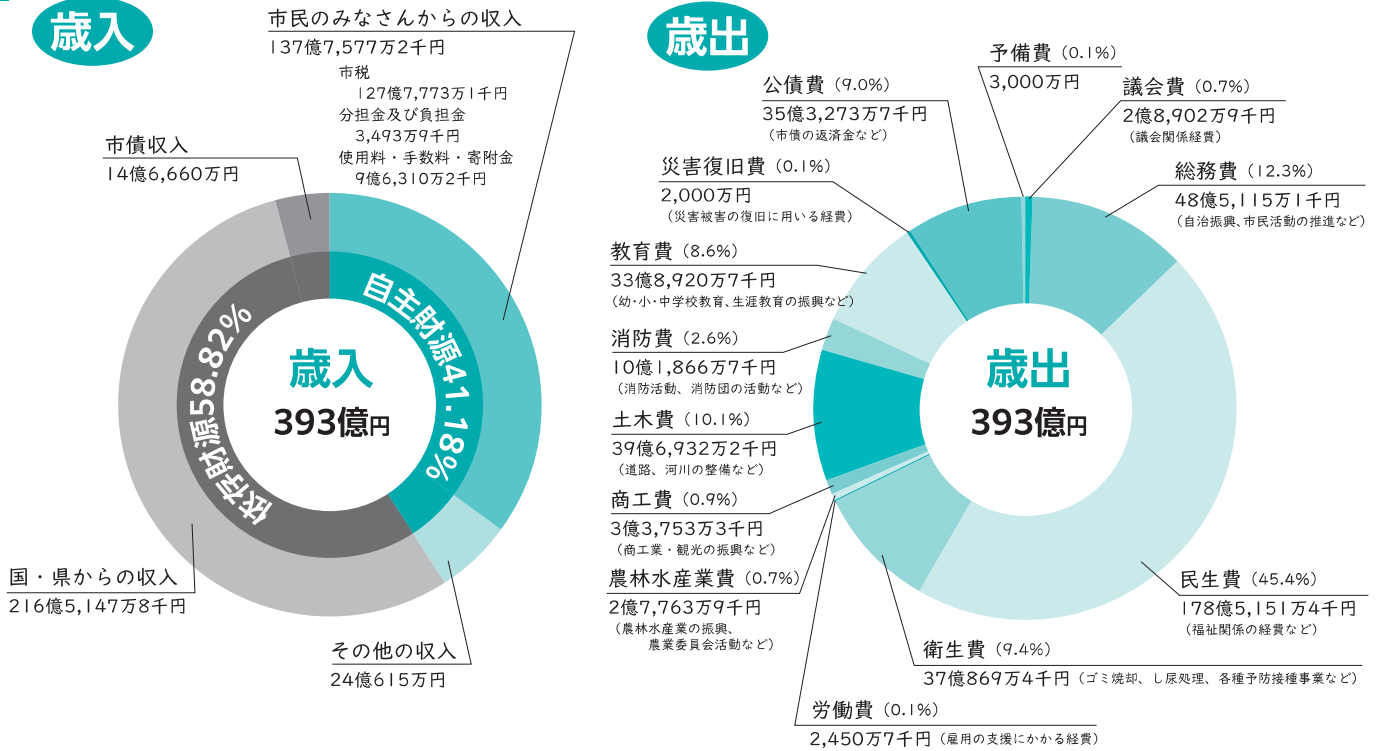 歳入
市民のみなさんからの収入
137億7,577万2千円
市税
127億7,773万1千円
分担金及び負担金
3,493万9千円
使用料・手数料・寄附金
9億6,310万2千円
市債収入
14億6,660万円
自主財源41.18%
依存財源58.82%
歳入
393億円
国・県からの収入
216億5,147万8千円
その他の収入
24億615万円
歳出
予備費(0.1%)
3,000万円
公債費(9.0%)
35億3,273万7千円
(市債の返済金など)
議会費(0.7%)
2億8,902万9千円
(議会関係経費)
災害復旧費(0.1%)
2,000万円
(災害被害の復旧に用いる経費)
総務費(12.3%)
48億5,115万1千円
(自治振興、市民活動の推進など)
教育費(8.6%)
33億8,920万7千円
(幼・小・中学校教育、生涯教育の振興など)
消防費(2.6%)
10億1,866万7千円
(消防活動、消防団の活動など)
歳出
393億円
土木費(10.1%)
39億6,932万2千円
(道路、河川の整備など)
商工費(0.9%)
3億3,753万3千円
(商工業・観光の振興など)
農林水産業費(0.7%)
2億7,763万9千円
(農林水産業の振興、
農業委員会活動など)
民生費(45.4%)
178億5,151万4千円
(福祉関係の経費など)
衛生費(9.4%)
37億869万4千円(ゴミ焼却、し尿処理、各種予防接種事業など)
労働費(0.1%)
2,450万7千円(雇用の支援にかかる経費)